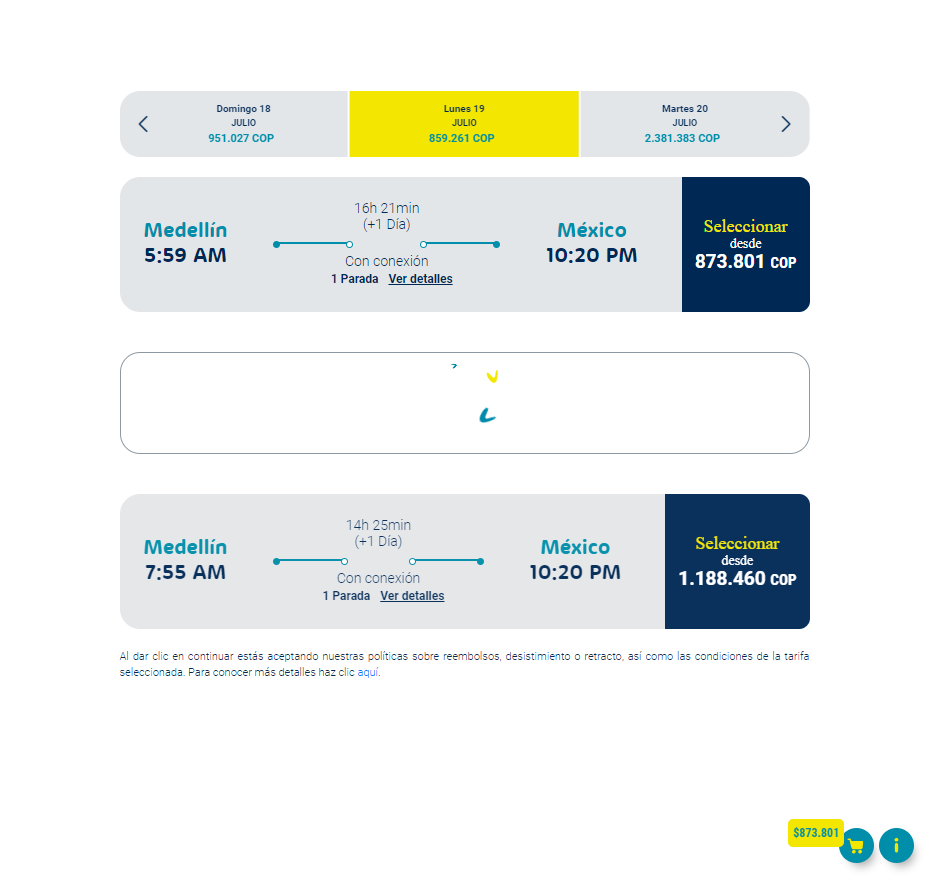 Domingo 18
JULIO
951.027 COP
Lunes 19
JULIO
859.261 COP
Martes 20
JULIO
2.381.383 COP
Medellín
5:59 AM
16h 21min
(+1 Día)
Con conexión
1 Parada Ver detalles
México
10:20 PM
Seleccionar
desde
873.801 COP
Medellín
7:55 AM
14h 25min
(+1 Día)
Con conexión
1 Parada Ver detalles
México
10:20 PM
Seleccionar
desde
1.188.460 COP
Al dar clic en continuar estás aceptando nuestras políticas sobre reembolsos, desistimiento o retracto, así como las condiciones de la tarifa
seleccionada. Para conocer más detalles haz clic aquí.
$873.801